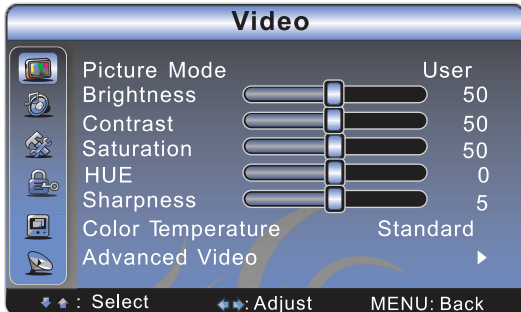 Video
Picture Mode User
Brightness 50
Contrast 50
Saturation 50
HUE 0
Sharpness 5
Color Temperature Standard
Advanced Video
: Select : Adjust MENU: Back